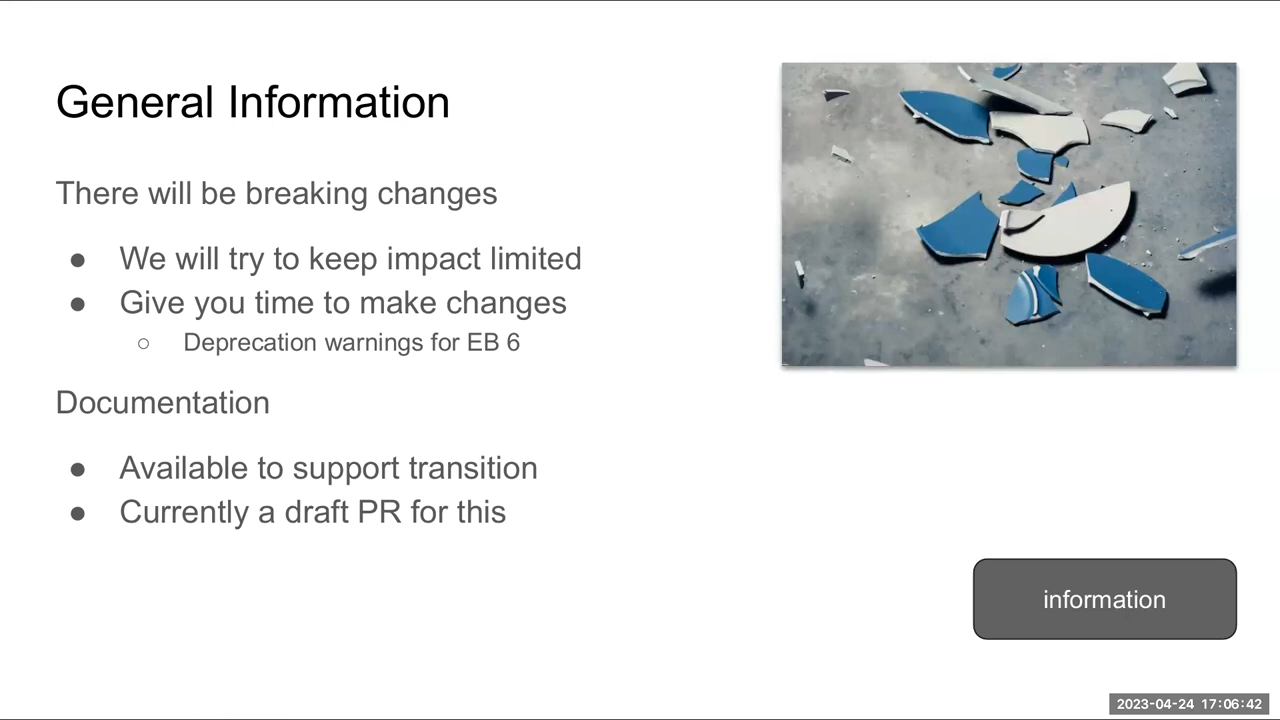 General Information
There will be breaking changes
● We will try to keep impact limited
● Give you time to make changes
○ Deprecation warnings for EB 6
Documentation
● Available to support transition
● Currently a draft PR for this
information
2023-04-24 17:06:42